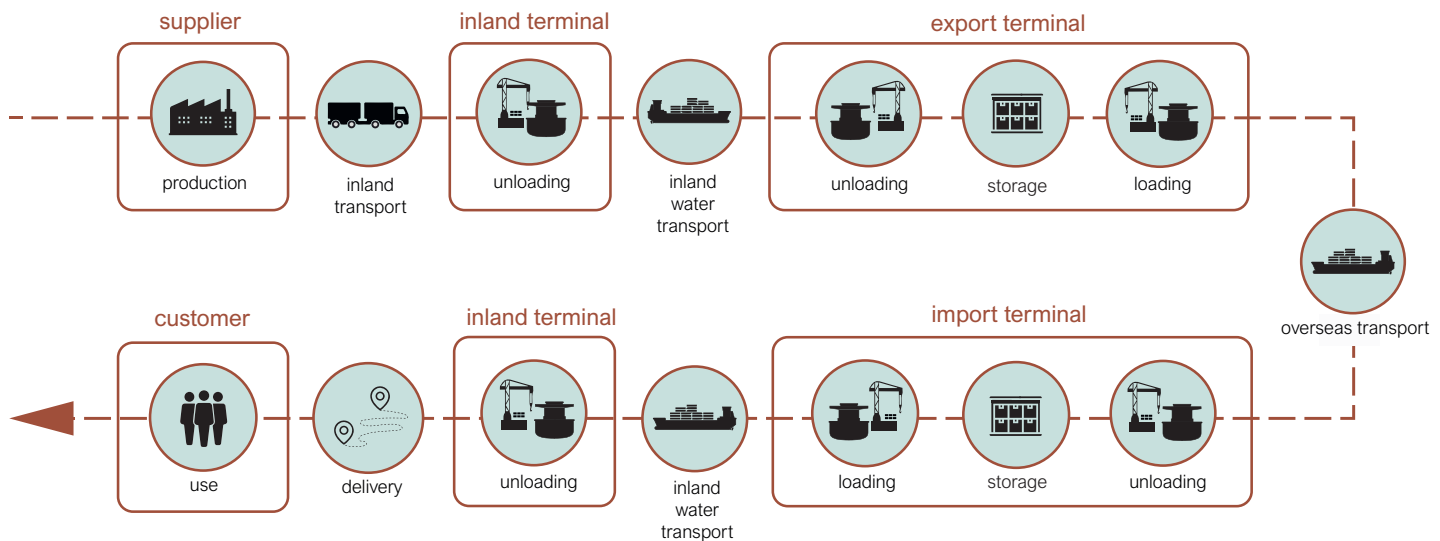 supplier
inland terminal
export terminal
production
inland
transport
unloading
inland
water
transport
unloading
storage
loading
overseas transport
customer
inland terminal
import terminal
use
delivery
unloading
inland
water
transport
loading
storage
unloading